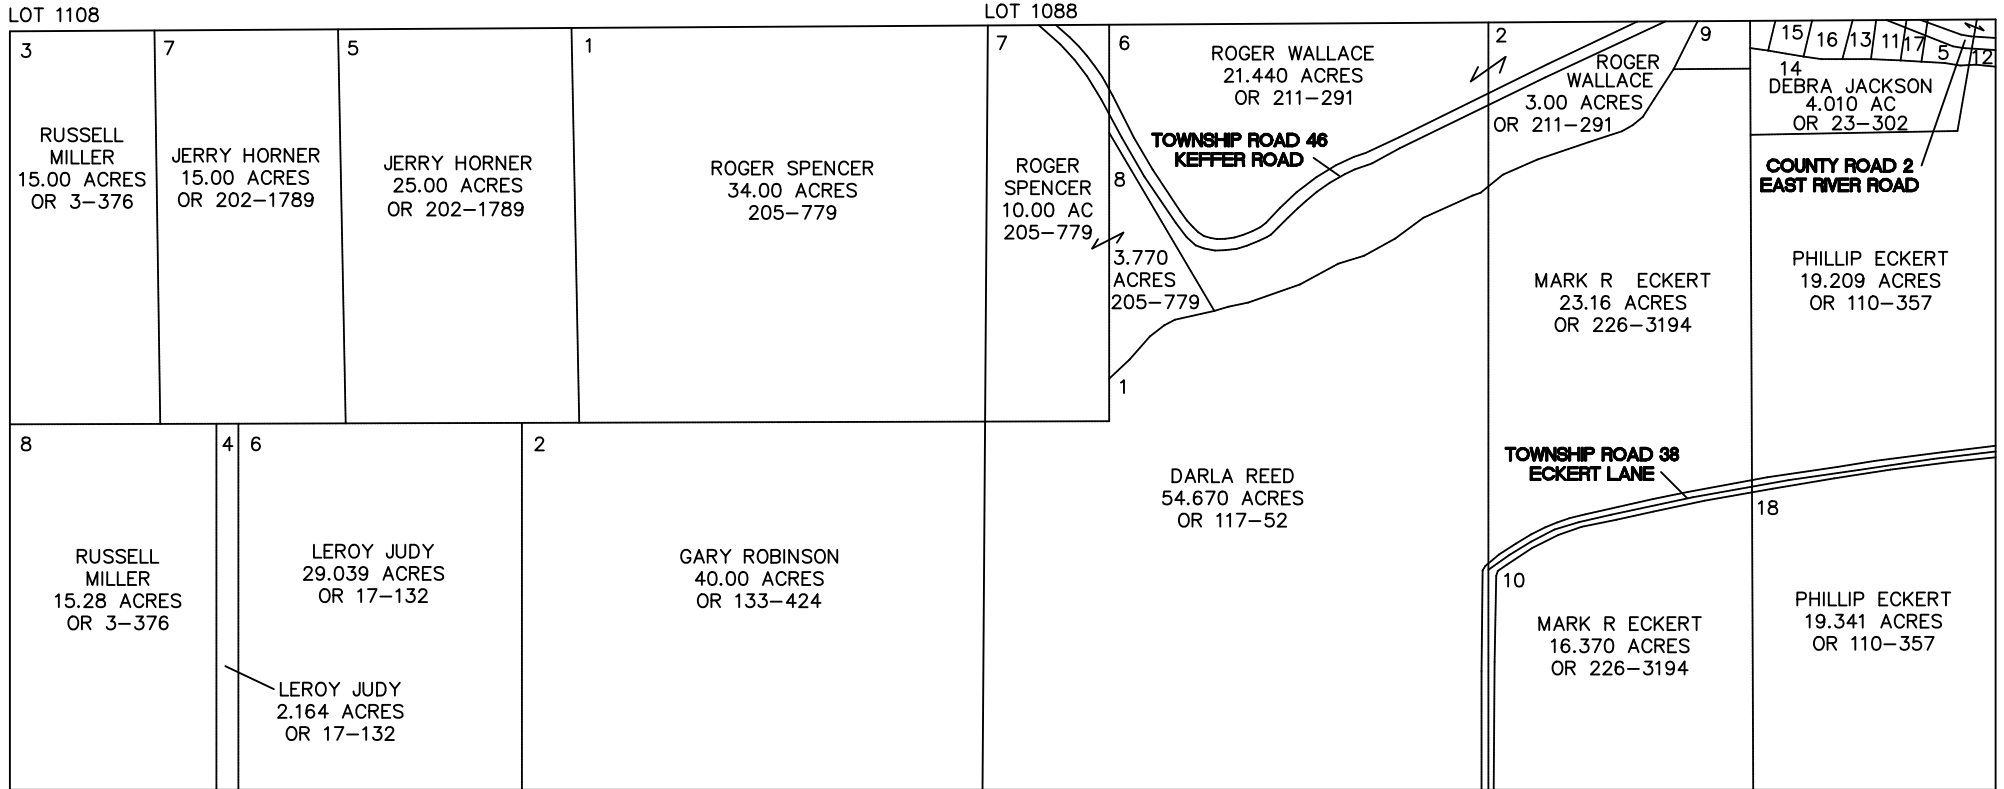 LOT 1108
LOT 1088
3
RUSSELL
MILLER
15.00 ACRES
OR 3-376
7
JERRY HORNER
15.00 ACRES
OR 202-1789
5
JERRY HORNER
25.00 ACRES
OR 202-1789
1
ROGER SPENCER
34.00 ACRES
205-779
7
ROGER
SPENCER
10.00 AC
205-779
6
ROGER WALLACE
21.440 ACRES
OR 211-291
TOWNSHIP ROAD 46
KEFFER ROAD
8
3.770
ACRES
205-779
2
ROGER
WALLACE
3.00 ACRES
OR 211-291
9
15
16
13
11
17
5
12
14
DEBRA JACKSON
4.010 AC
OR 23-302
COUNTY ROAD 2
EAST RIVER ROAD
MARK R ECKERT
23.16 ACRES
OR 226-3194
PHILLIP ECKERT
19.209 ACRES
OR 110-357
1
DARLA REED
54.670 ACRES
OR 117-52
TOWNSHIP ROAD 38
ECKERT LANE
8
RUSSELL
MILLER
15.28 ACRES
OR 3-376
4
6
LEROY JUDY
29.039 ACRES
OR 17-132
LEROY JUDY
2.164 ACRES
OR 17-132
2
GARY ROBINSON
40.00 ACRES
OR 133-424
10
MARK R ECKERT
16.370 ACRES
OR 226-3194
18
PHILLIP ECKERT
19.341 ACRES
OR 110-357